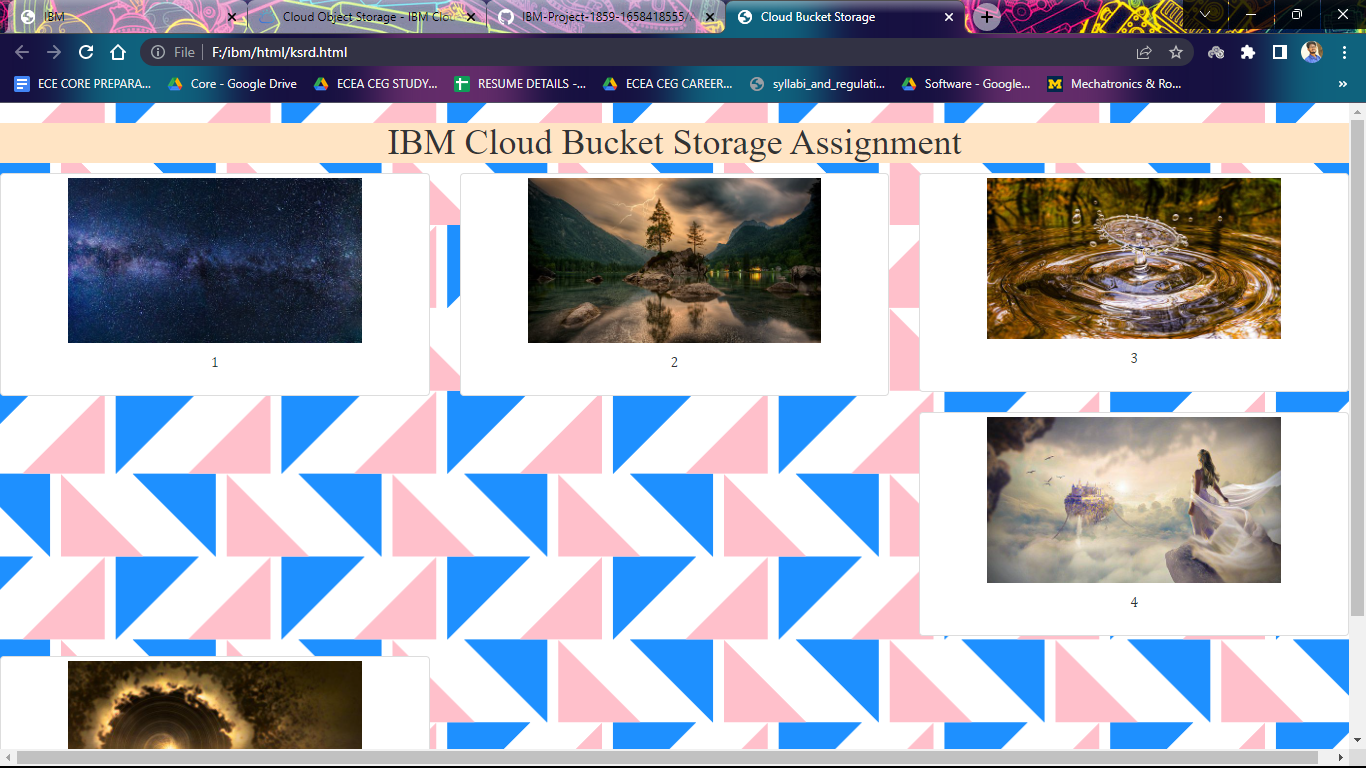 IBM
Cloud Object Storage - IBM Clo
IBM-Project-1859-1658418555/A
Cloud Bucket Storage
File
F:/ibm/html/ksrd.html
ECE CORE PREPARA...
Core - Google Drive
ECEA CEG STUDY...
RESUME DETAILS -...
ECEA CEG CAREER...
syllabi_and_regulati...
Software - Google...
M
Mechatronics & Ro...
»
IBM Cloud Bucket Storage Assignment
1
2
3
4